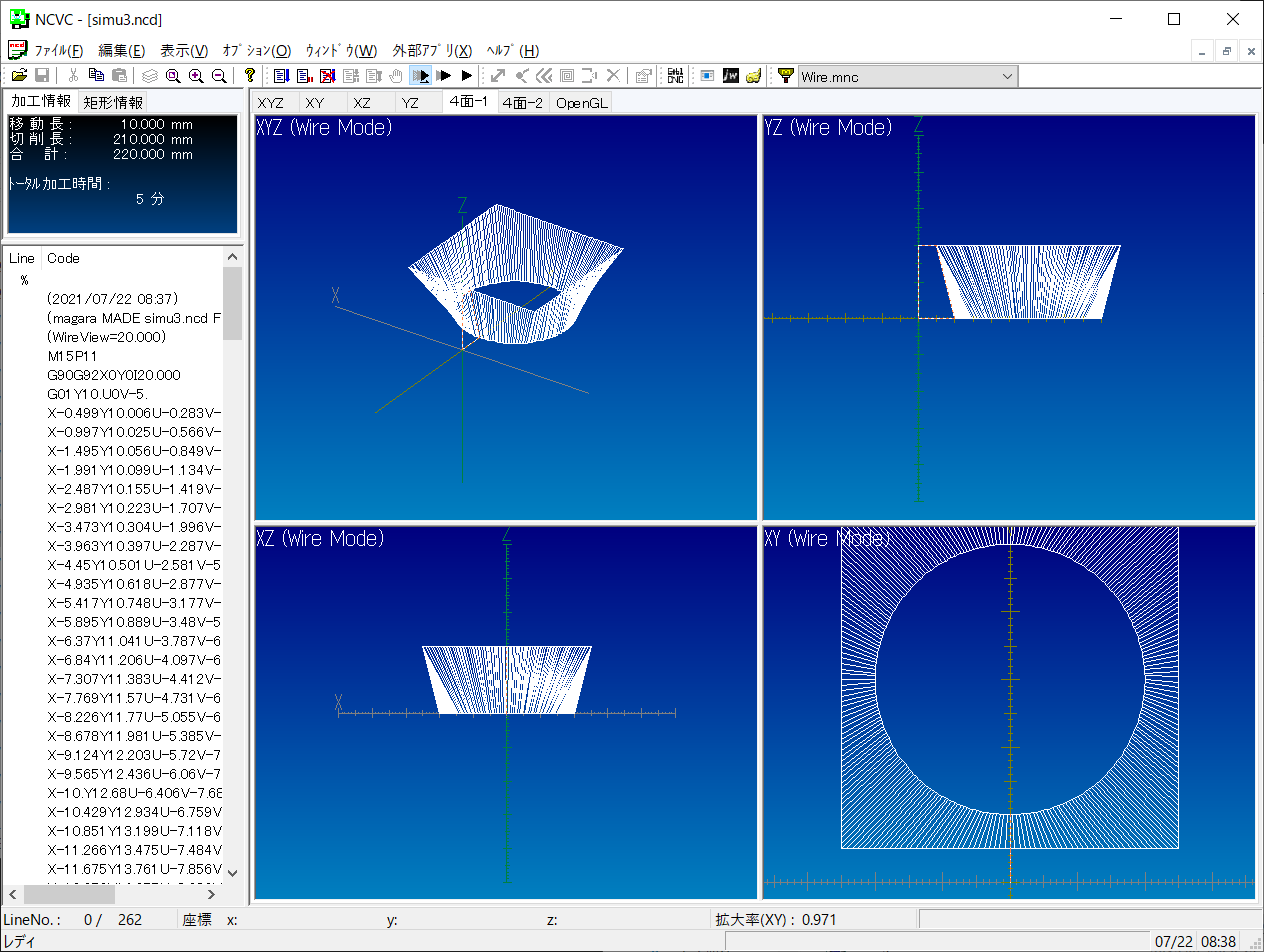 NCVC - [simu3.ncd]
ﾌｧｲﾙ(F) 編集(E) 表示(V) ｵﾌﾟｼｮﾝ(O) ｳｨﾝﾄﾞｳ(W) 外部ｱﾌﾟﾘ(X) ﾍﾙﾌﾟ(H)
Wire.mnc
加工情報 矩形情報
XYZ XY XZ YZ 4面-1 4面-2 OpenGL
移動長: 10.000 mm
切削長: 210.000 mm
合 計: 220.000 mm
ﾄｰﾀﾙ加工時間:
5 分
Line Code
%
(2021/07/22 08:37)
(magara MADE simu3.ncd F
(WireView=20.000)
M15P11
G90G92X0Y0I20.000
G01Y10.U0V-5.
X-0.499Y10.006U-0.283V-
X-0.997Y10.025U-0.566V-
X-1.495Y10.056U-0.849V-
X-1.991Y10.099U-1.134V-
X-2.487Y10.155U-1.419V-
X-2.981Y10.223U-1.707V-
X-3.473Y10.304U-1.996V-
X-3.963Y10.397U-2.287V-
X-4.45Y10.501U-2.581V-5
X-4.935Y10.618U-2.877V-
X-5.417Y10.748U-3.177V-
X-5.895Y10.889U-3.48V-5
X-6.37Y11.041U-3.787V-6
X-6.84Y11.206U-4.097V-6
X-7.307Y11.383U-4.412V-
X-7.769Y11.57U-4.731V-6
X-8.226Y11.77U-5.055V-6
X-8.678Y11.981U-5.385V-
X-9.124Y12.203U-5.72V-7
X-9.565Y12.436U-6.06V-7
X-10.Y12.68U-6.406V-7.68
X-10.429Y12.934U-6.759V
X-10.851Y13.199U-7.118V
X-11.266Y13.475U-7.484V
X-11.675Y13.761U-7.856V
XYZ (Wire Mode)
Z
X
YZ (Wire Mode)
Z
XZ (Wire Mode)
Z
X
XY (Wire Mode)
LineNo. : 0 / 262 座標 x: y: z: 拡大率(XY) : 0.971
レディ 07/22 08:38